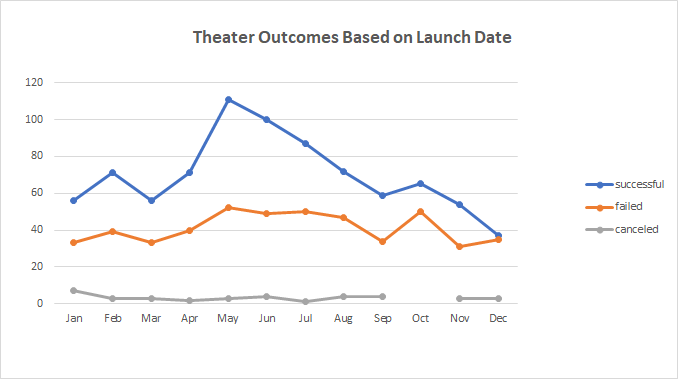 Theater Outcomes Based on Launch Date
120
100
80
60
40
20
0
Jan Feb Mar Apr May Jun Jul Aug Sep Oct Nov Dec
successful
failed
canceled